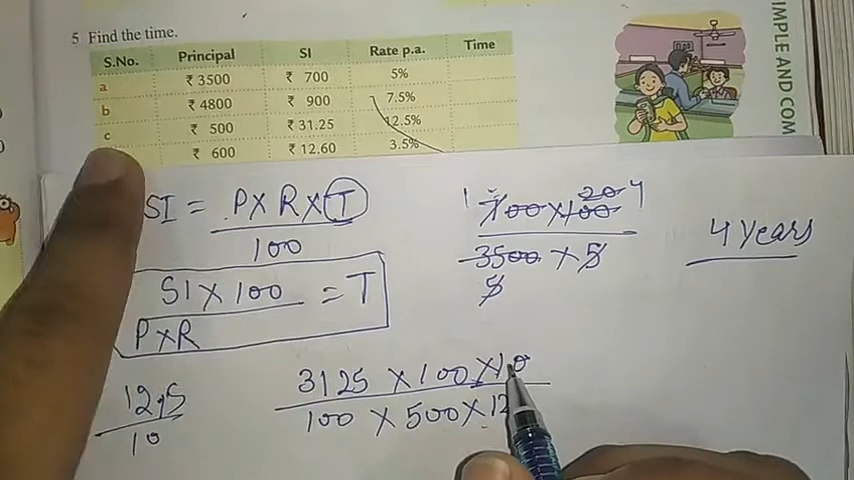 5 Find the time.
S.No. Principal SI Rate p.a. Time
a ₹ 3500 ₹ 700 5%
b ₹ 4800 ₹ 900 7.5%
c ₹ 500 ₹ 31.25 12.5%
₹ 600 ₹ 12.60 3.5%
SIMPLE AND COM
SI = P×R×T
100
SI × 100 = T
P×R
1 20 4
700×100
3500 × 5
5
4 years
12.5
10
3125 ×100×10
100 × 500×12